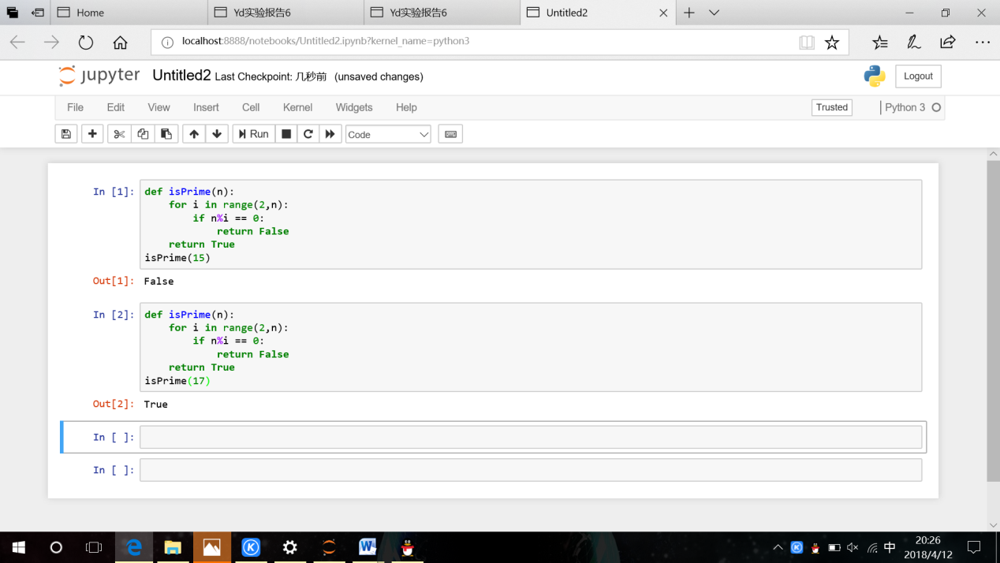 Home
Yd实验报告6
Yd实验报告6
Untitled2
localhost:8888/notebooks/Untitled2.ipynb?kernel_name=python3
jupyter Untitled2 Last Checkpoint: 几秒前 (unsaved changes)
Logout
File Edit View Insert Cell Kernel Widgets Help
Trusted
Python 3
Run
Code
In [1]:
def isPrime(n):
    for i in range(2,n):
        if n%i == 0:
            return False
    return True
isPrime(15)
Out[1]: False
In [2]:
def isPrime(n):
    for i in range(2,n):
        if n%i == 0:
            return False
    return True
isPrime(17)
Out[2]: True
In [ ]:
In [ ]:
中
20:26
2018/4/12